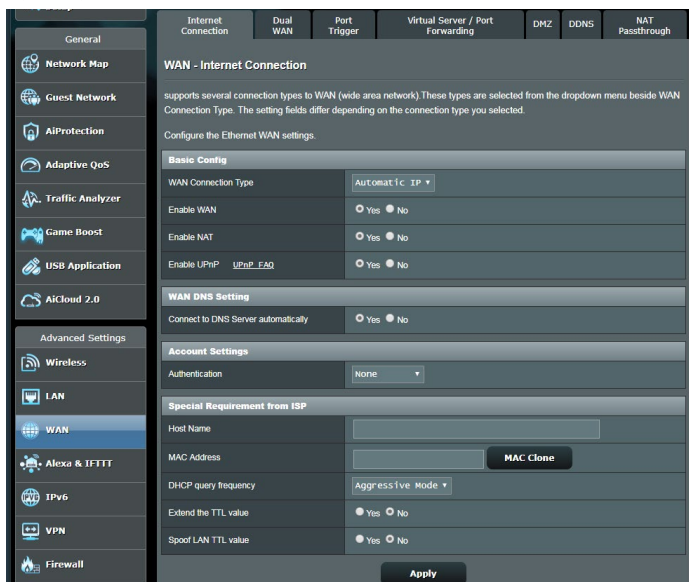 General
Network Map
Guest Network
AiProtection
Adaptive QoS
Traffic Analyzer
Game Boost
USB Application
AiCloud 2.0
Advanced Settings
Wireless
LAN
WAN
Alexa & IFTTT
IPv6
VPN
Firewall
Internet Connection
Dual WAN
Port Trigger
Virtual Server / Port Forwarding
DMZ
DDNS
NAT Passthrough
WAN - Internet Connection
supports several connection types to WAN (wide area network).These types are selected from the dropdown menu beside WAN
Connection Type. The setting fields differ depending on the connection type you selected.
Configure the Ethernet WAN settings.
Basic Config
WAN Connection Type Automatic IP
Enable WAN Yes No
Enable NAT Yes No
Enable UPnP UPnP FAQ Yes No
WAN DNS Setting
Connect to DNS Server automatically Yes No
Account Settings
Authentication None
Special Requirement from ISP
Host Name
MAC Address MAC Clone
DHCP query frequency Aggressive Mode
Extend the TTL value Yes No
Spoof LAN TTL value Yes No
Apply